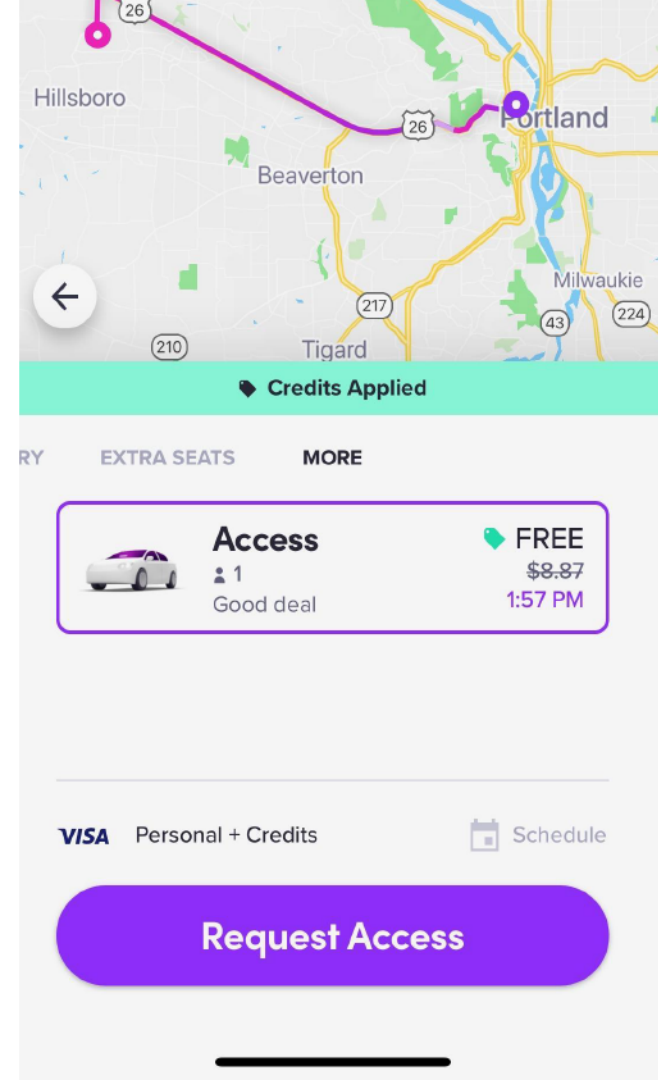 26
Hillsboro
26
Portland
Beaverton
Milwaukie
217
43
224
210
Tigard
Credits Applied
RY
EXTRA SEATS
MORE
Access
FREE
1
$8.87
Good deal
1:57 PM
VISA
Personal + Credits
Schedule
Request Access